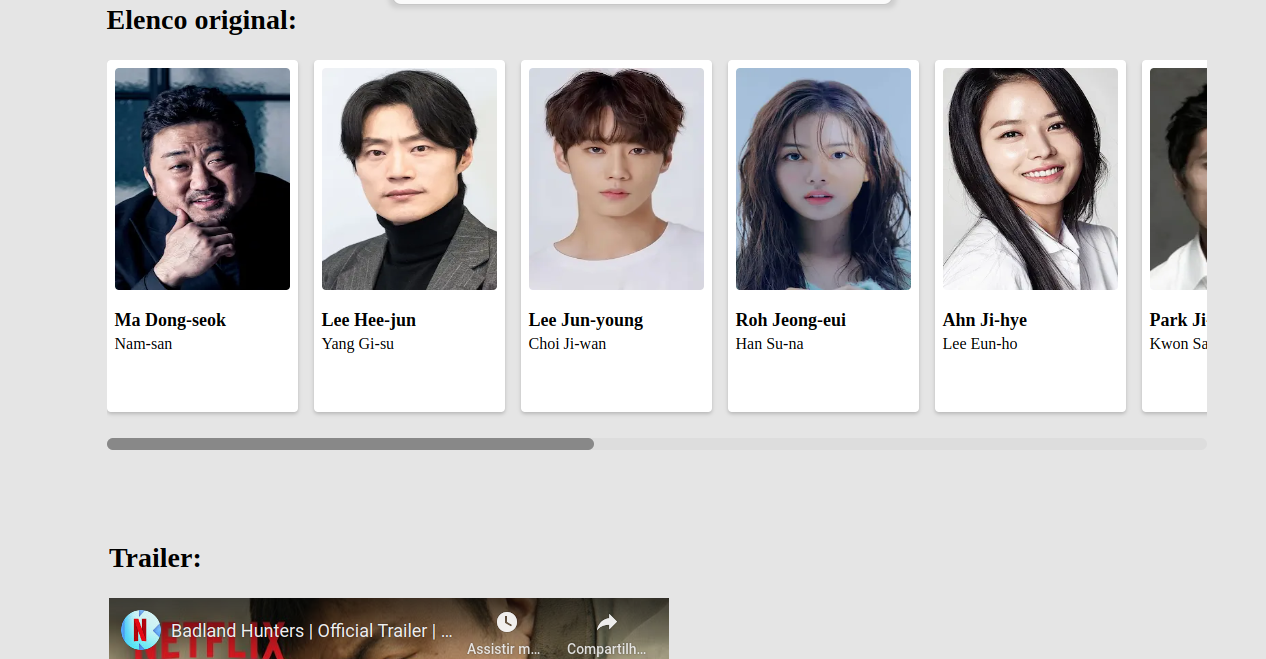 Elenco original:
Ma Dong-seok
Nam-san
Lee Hee-jun
Yang Gi-su
Lee Jun-young
Choi Ji-wan
Roh Jeong-eui
Han Su-na
Ahn Ji-hye
Lee Eun-ho
Park Ji-
Kwon Sa
Trailer:
NETFLIX
N
Badland Hunters | Official Trailer | ...
Assistir m...
Compartilh...